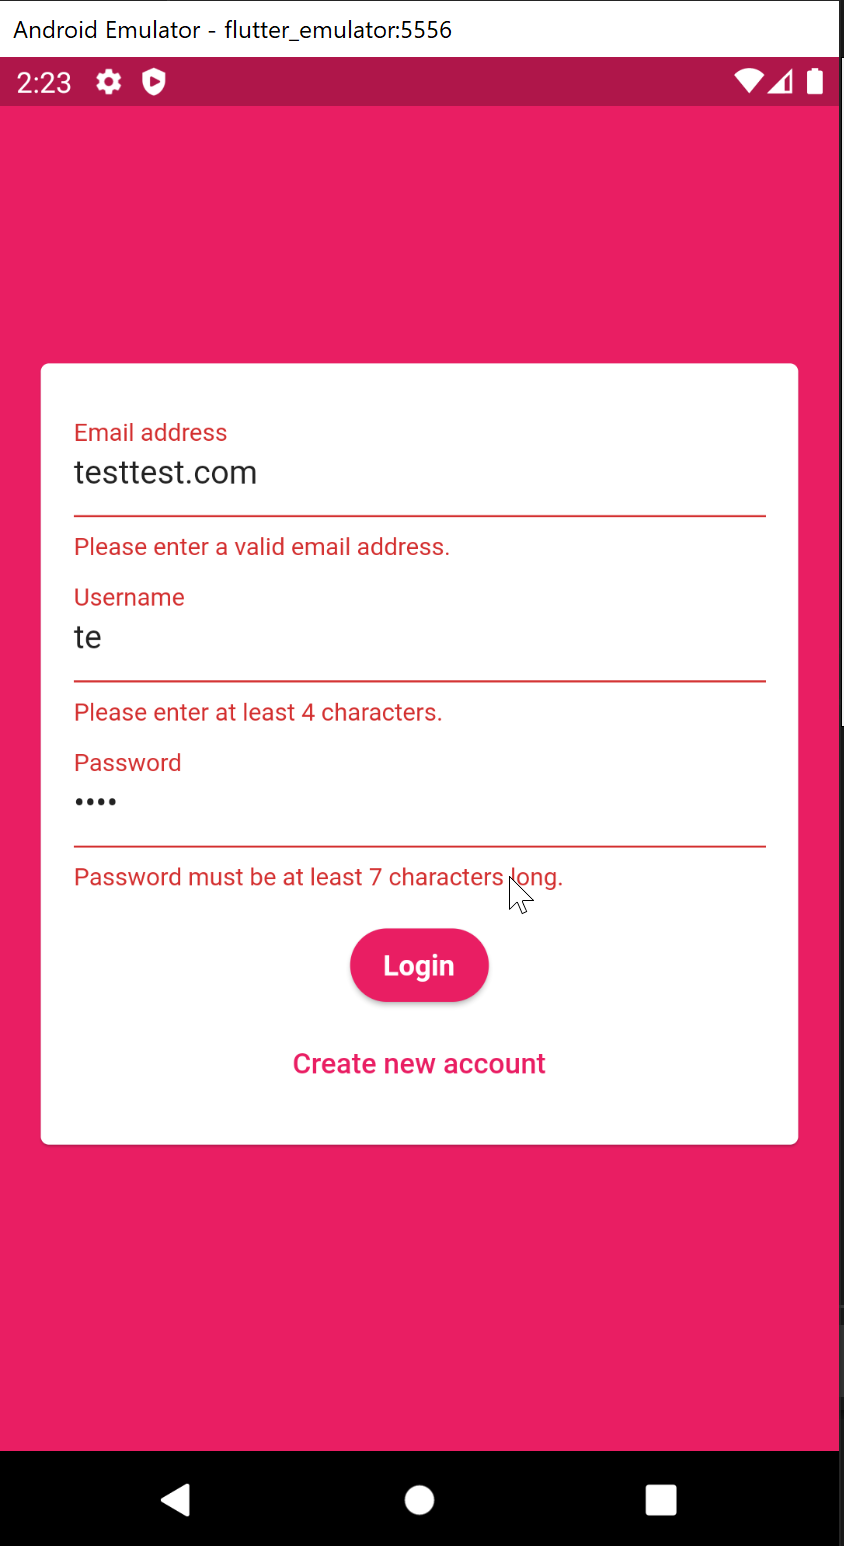 Android Emulator - flutter_emulator:5556
2:23
Email address
testtest.com
Please enter a valid email address.
Username
te
Please enter at least 4 characters.
Password
••••
Password must be at least 7 characters long.
Login
Create new account